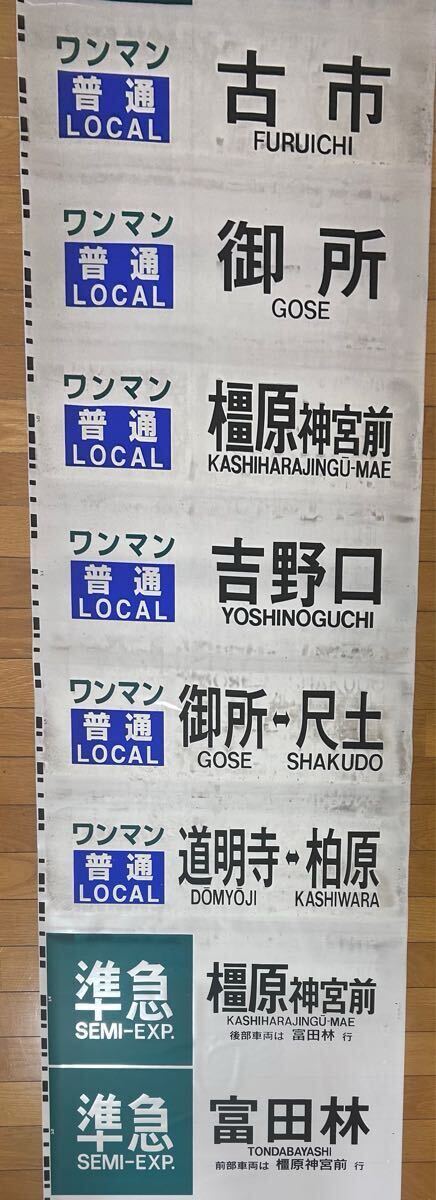 ワンマン
普通
LOCAL
古市
FURUICHI
ワンマン
普通
LOCAL
御所
GOSE
ワンマン
普通
LOCAL
橿原神宮前
KASHIHARAJINGŪ-MAE
ワンマン
普通
LOCAL
吉野口
YOSHINOGUCHI
ワンマン
普通
LOCAL
御所↔尺土
GOSE SHAKUDO
ワンマン
普通
LOCAL
道明寺↔柏原
DŌMYŌJI KASHIWARA
準急
SEMI-EXP.
橿原神宮前
KASHIHARAJINGŪ-MAE
後部車両は 富田林 行
準急
SEMI-EXP.
富田林
TONDABAYASHI
前部車両は 橿原神宮前 行